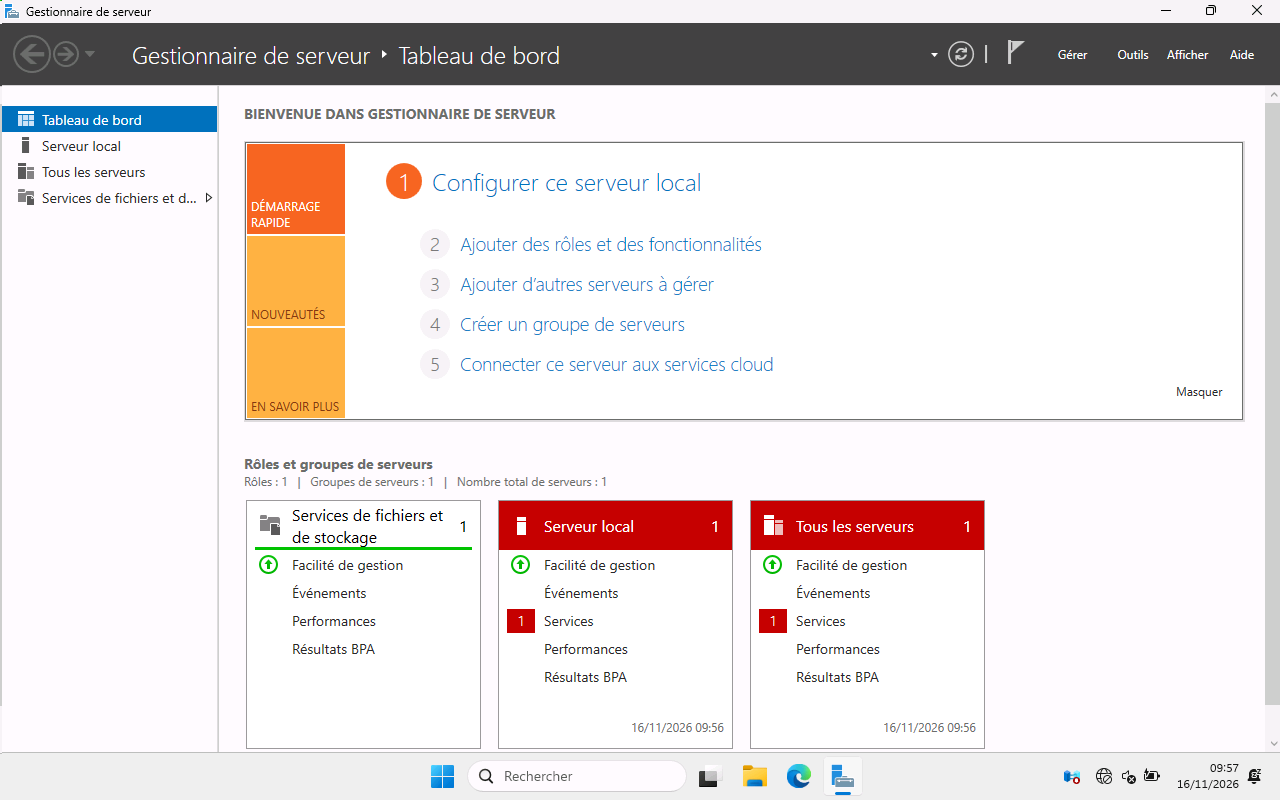 Gestionnaire de serveur
Gestionnaire de serveur ‣ Tableau de bord
Gérer
Outils
Afficher
Aide
Tableau de bord
Serveur local
Tous les serveurs
Services de fichiers et d...
BIENVENUE DANS GESTIONNAIRE DE SERVEUR
DÉMARRAGE
RAPIDE
NOUVEAUTÉS
EN SAVOIR PLUS
1 Configurer ce serveur local
2 Ajouter des rôles et des fonctionnalités
3 Ajouter d’autres serveurs à gérer
4 Créer un groupe de serveurs
5 Connecter ce serveur aux services cloud
Masquer
Rôles et groupes de serveurs
Rôles : 1 | Groupes de serveurs : 1 | Nombre total de serveurs : 1
Services de fichiers et
de stockage
1
Facilité de gestion
Événements
Performances
Résultats BPA
Serveur local 1
Facilité de gestion
Événements
1 Services
Performances
Résultats BPA
16/11/2026 09:56
Tous les serveurs 1
Facilité de gestion
Événements
1 Services
Performances
Résultats BPA
16/11/2026 09:56
Rechercher
09:57
16/11/2026